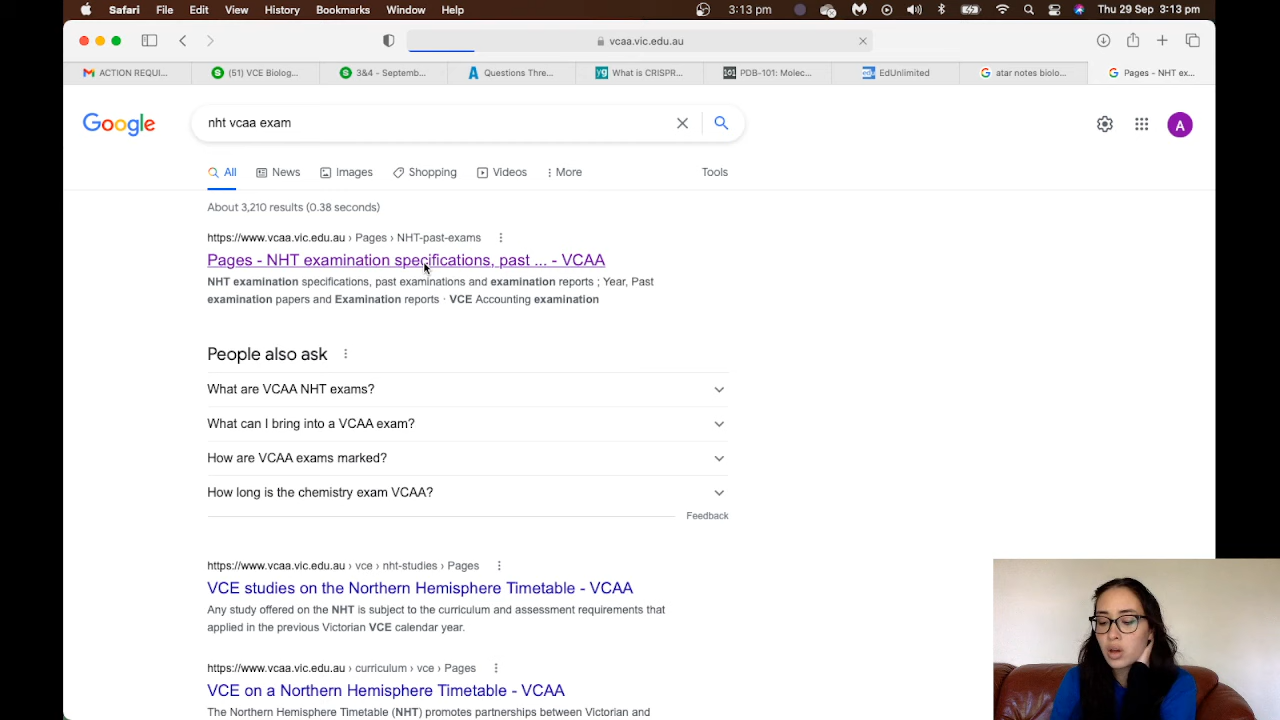 Safari File Edit View History Bookmarks Window Help 3:13 pm Thu 29 Sep 3:13 pm
vcaa.vic.edu.au
ACTION REQUI... (51) VCE Biolog... 3&4 - Septemb... Questions Thre... What is CRISPR... PDB-101: Molec... EdUnlimited atar notes biolo... Pages - NHT ex...
Google nht vcaa exam A
All News Images Shopping Videos More Tools
About 3,210 results (0.38 seconds)
https://www.vcaa.vic.edu.au › Pages › NHT-past-exams
Pages - NHT examination specifications, past ... - VCAA
NHT examination specifications, past examinations and examination reports ; Year, Past
examination papers and Examination reports · VCE Accounting examination
People also ask
What are VCAA NHT exams?
What can I bring into a VCAA exam?
How are VCAA exams marked?
How long is the chemistry exam VCAA?
Feedback
https://www.vcaa.vic.edu.au › vce › nht-studies › Pages
VCE studies on the Northern Hemisphere Timetable - VCAA
Any study offered on the NHT is subject to the curriculum and assessment requirements that
applied in the previous Victorian VCE calendar year.
https://www.vcaa.vic.edu.au › curriculum › vce › Pages
VCE on a Northern Hemisphere Timetable - VCAA
The Northern Hemisphere Timetable (NHT) promotes partnerships between Victorian and